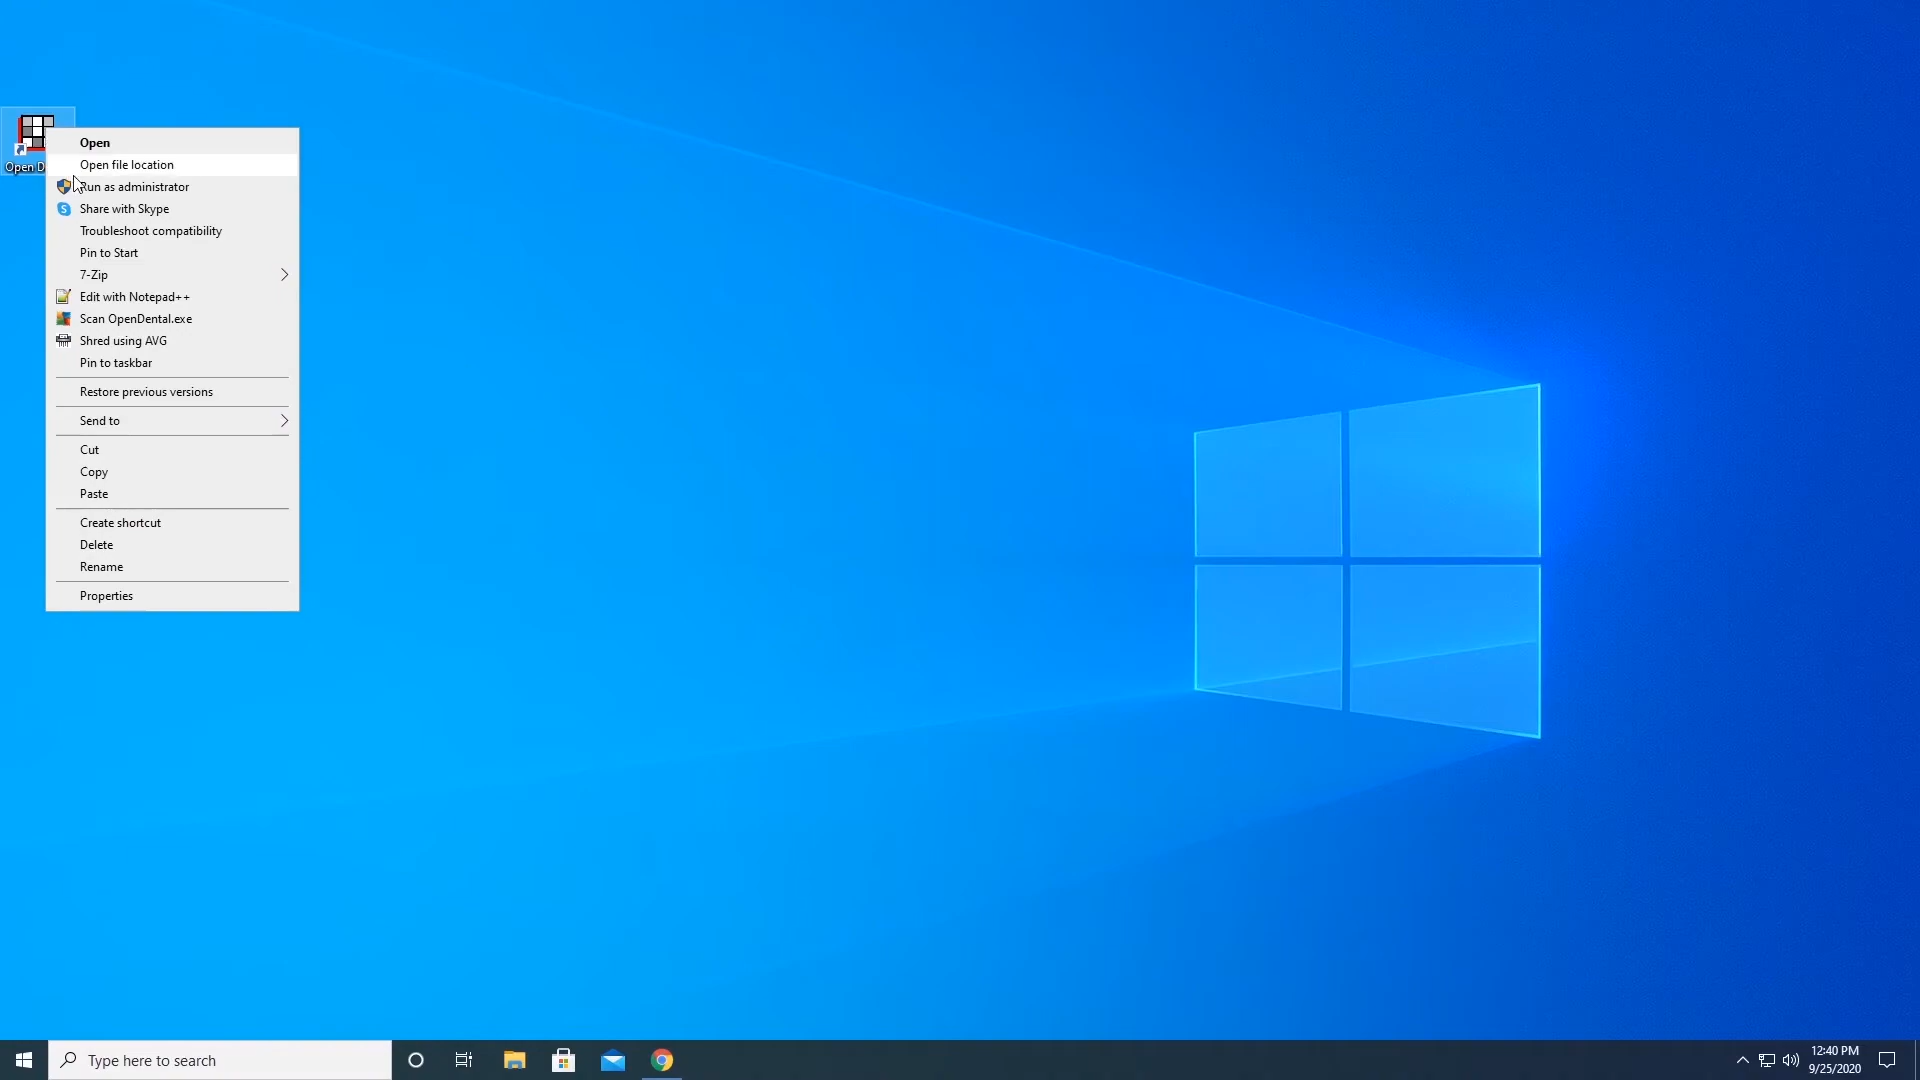 Open D
Open
Open file location
Run as administrator
Share with Skype
Troubleshoot compatibility
Pin to Start
7-Zip
Edit with Notepad++
Scan OpenDental.exe
Shred using AVG
Pin to taskbar
Restore previous versions
Send to
Cut
Copy
Paste
Create shortcut
Delete
Rename
Properties
Type here to search
12:40 PM
9/25/2020